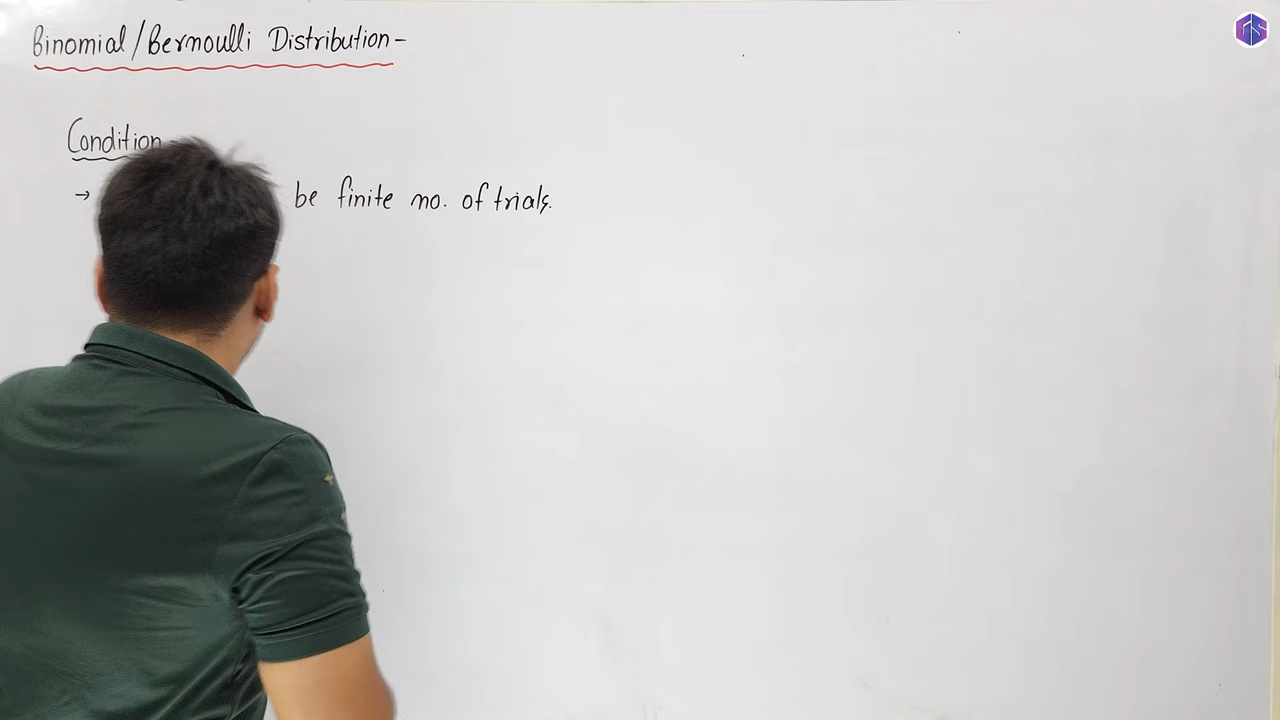 Binomial/Bernoulli Distribution-
Condition-
→ be finite no. of trials.